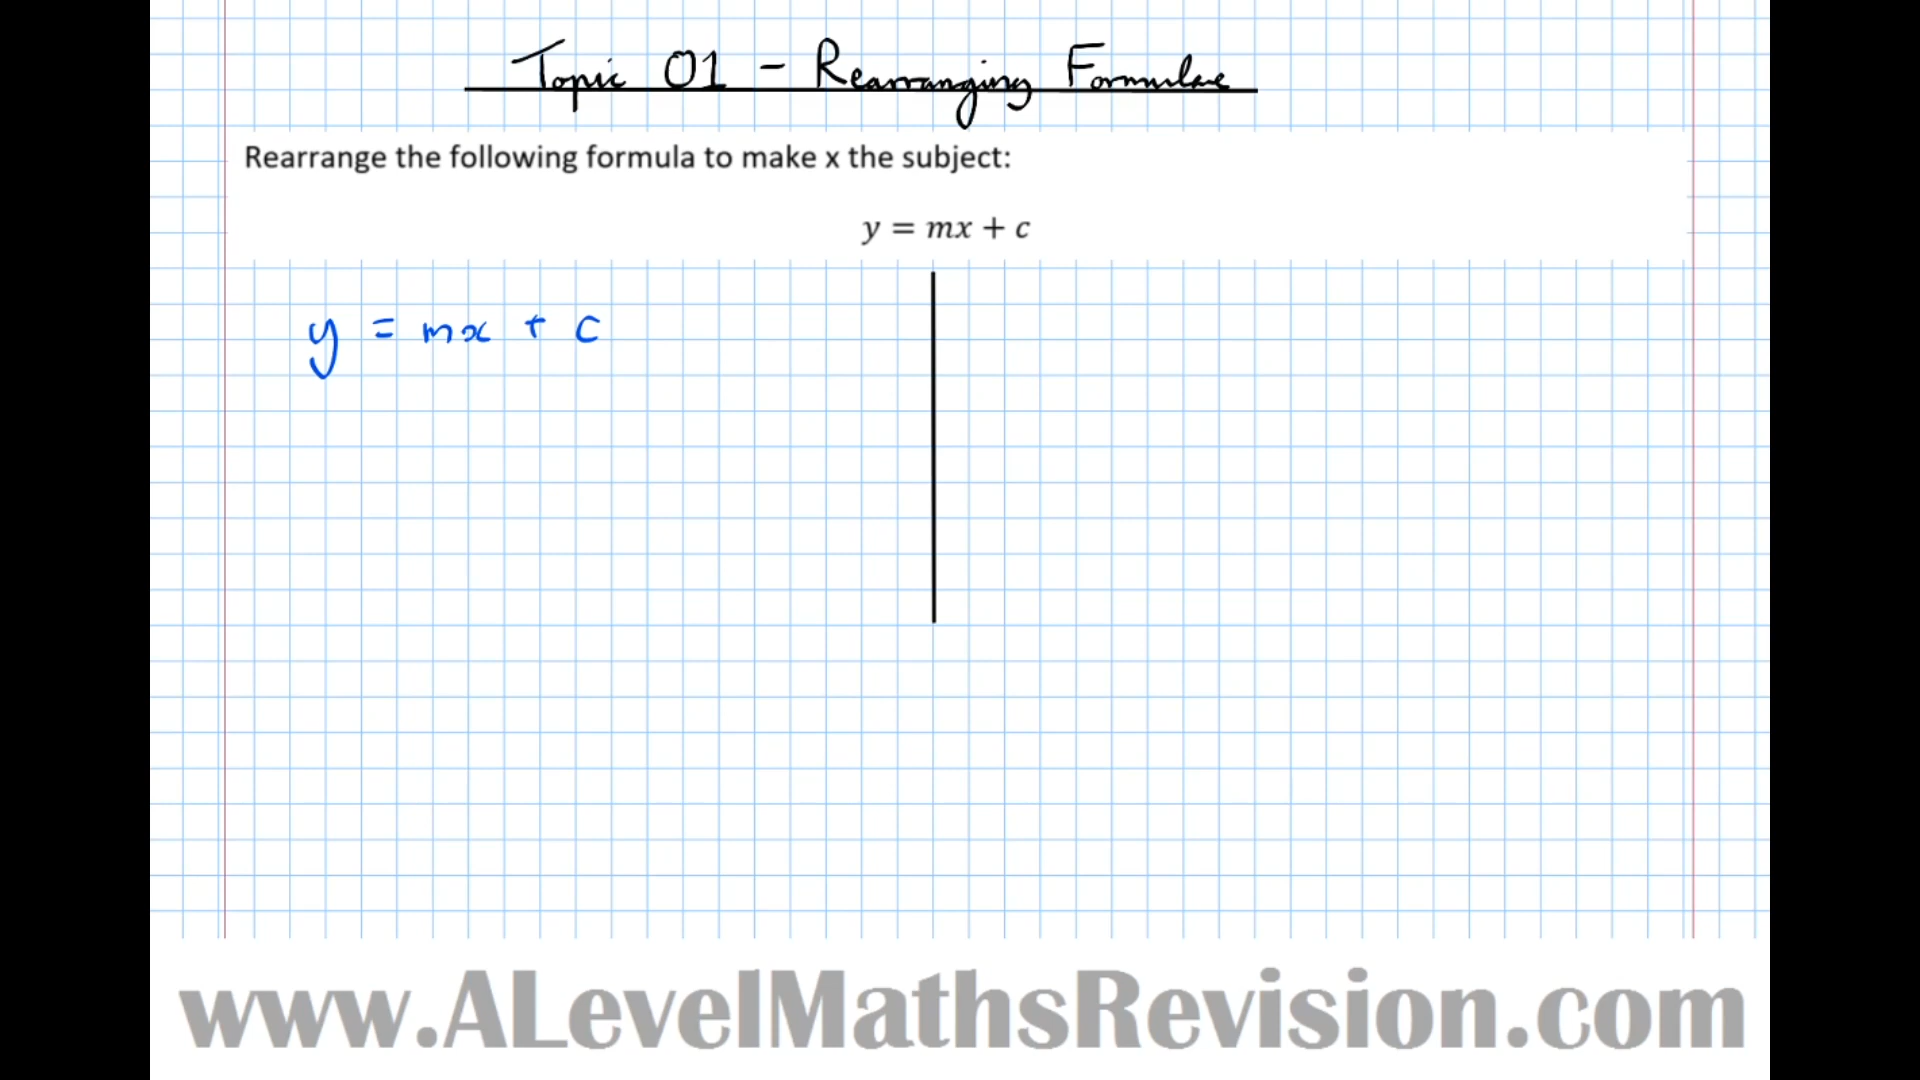 Topic 01 - Rearranging Formulae
Rearrange the following formula to make x the subject:
y = mx + c
y = mx + c
www.ALevelMathsRevision.com